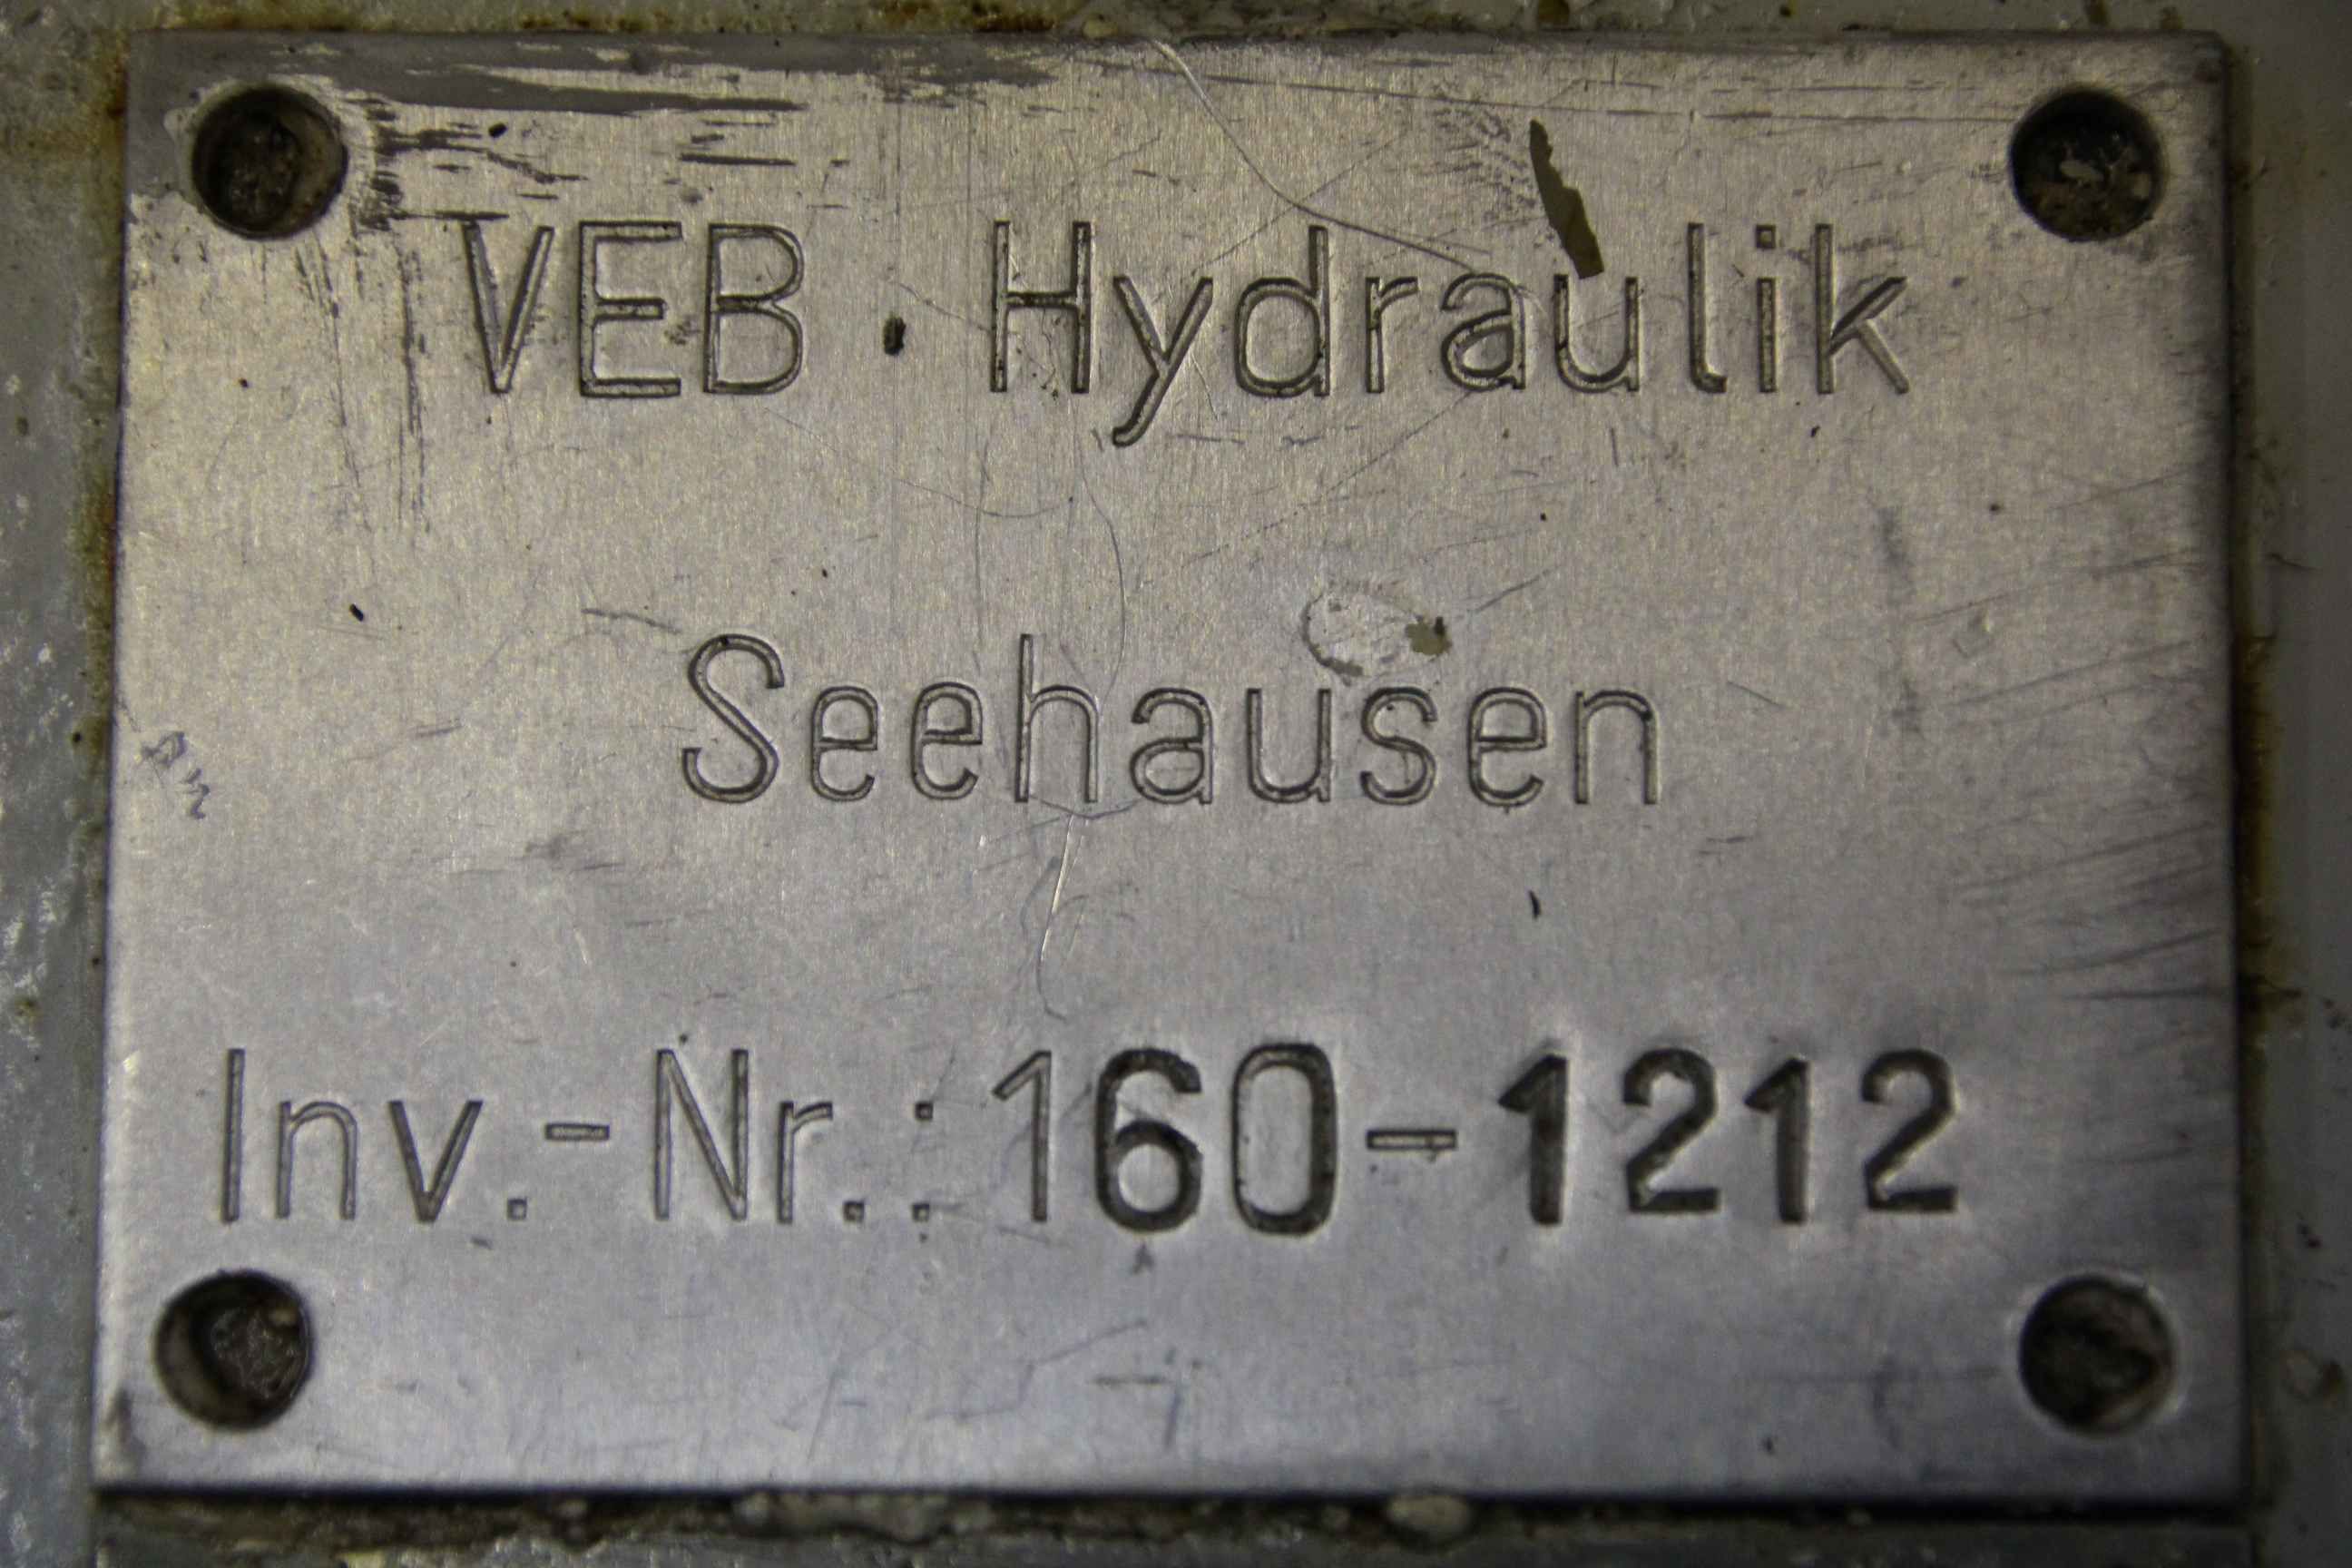 VEB Hydraulik
Seehausen
Inv.-Nr.: 160-1212